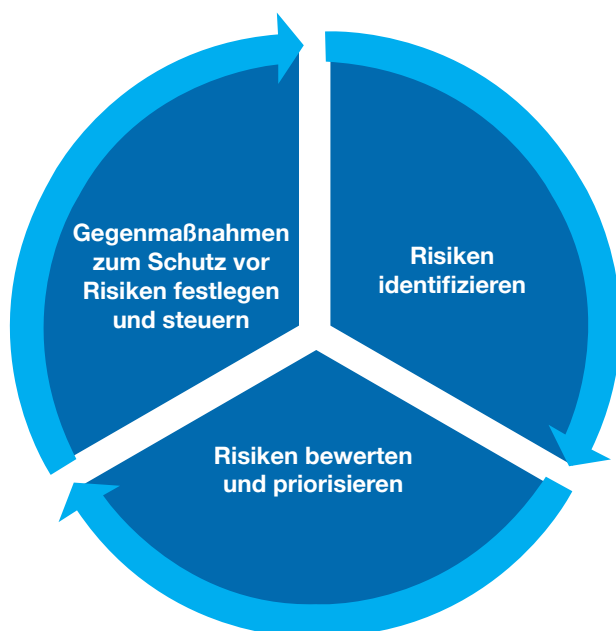 Gegenmaßnahmen
zum Schutz vor
Risiken festlegen
und steuern
Risiken
identifizieren
Risiken bewerten
und priorisieren